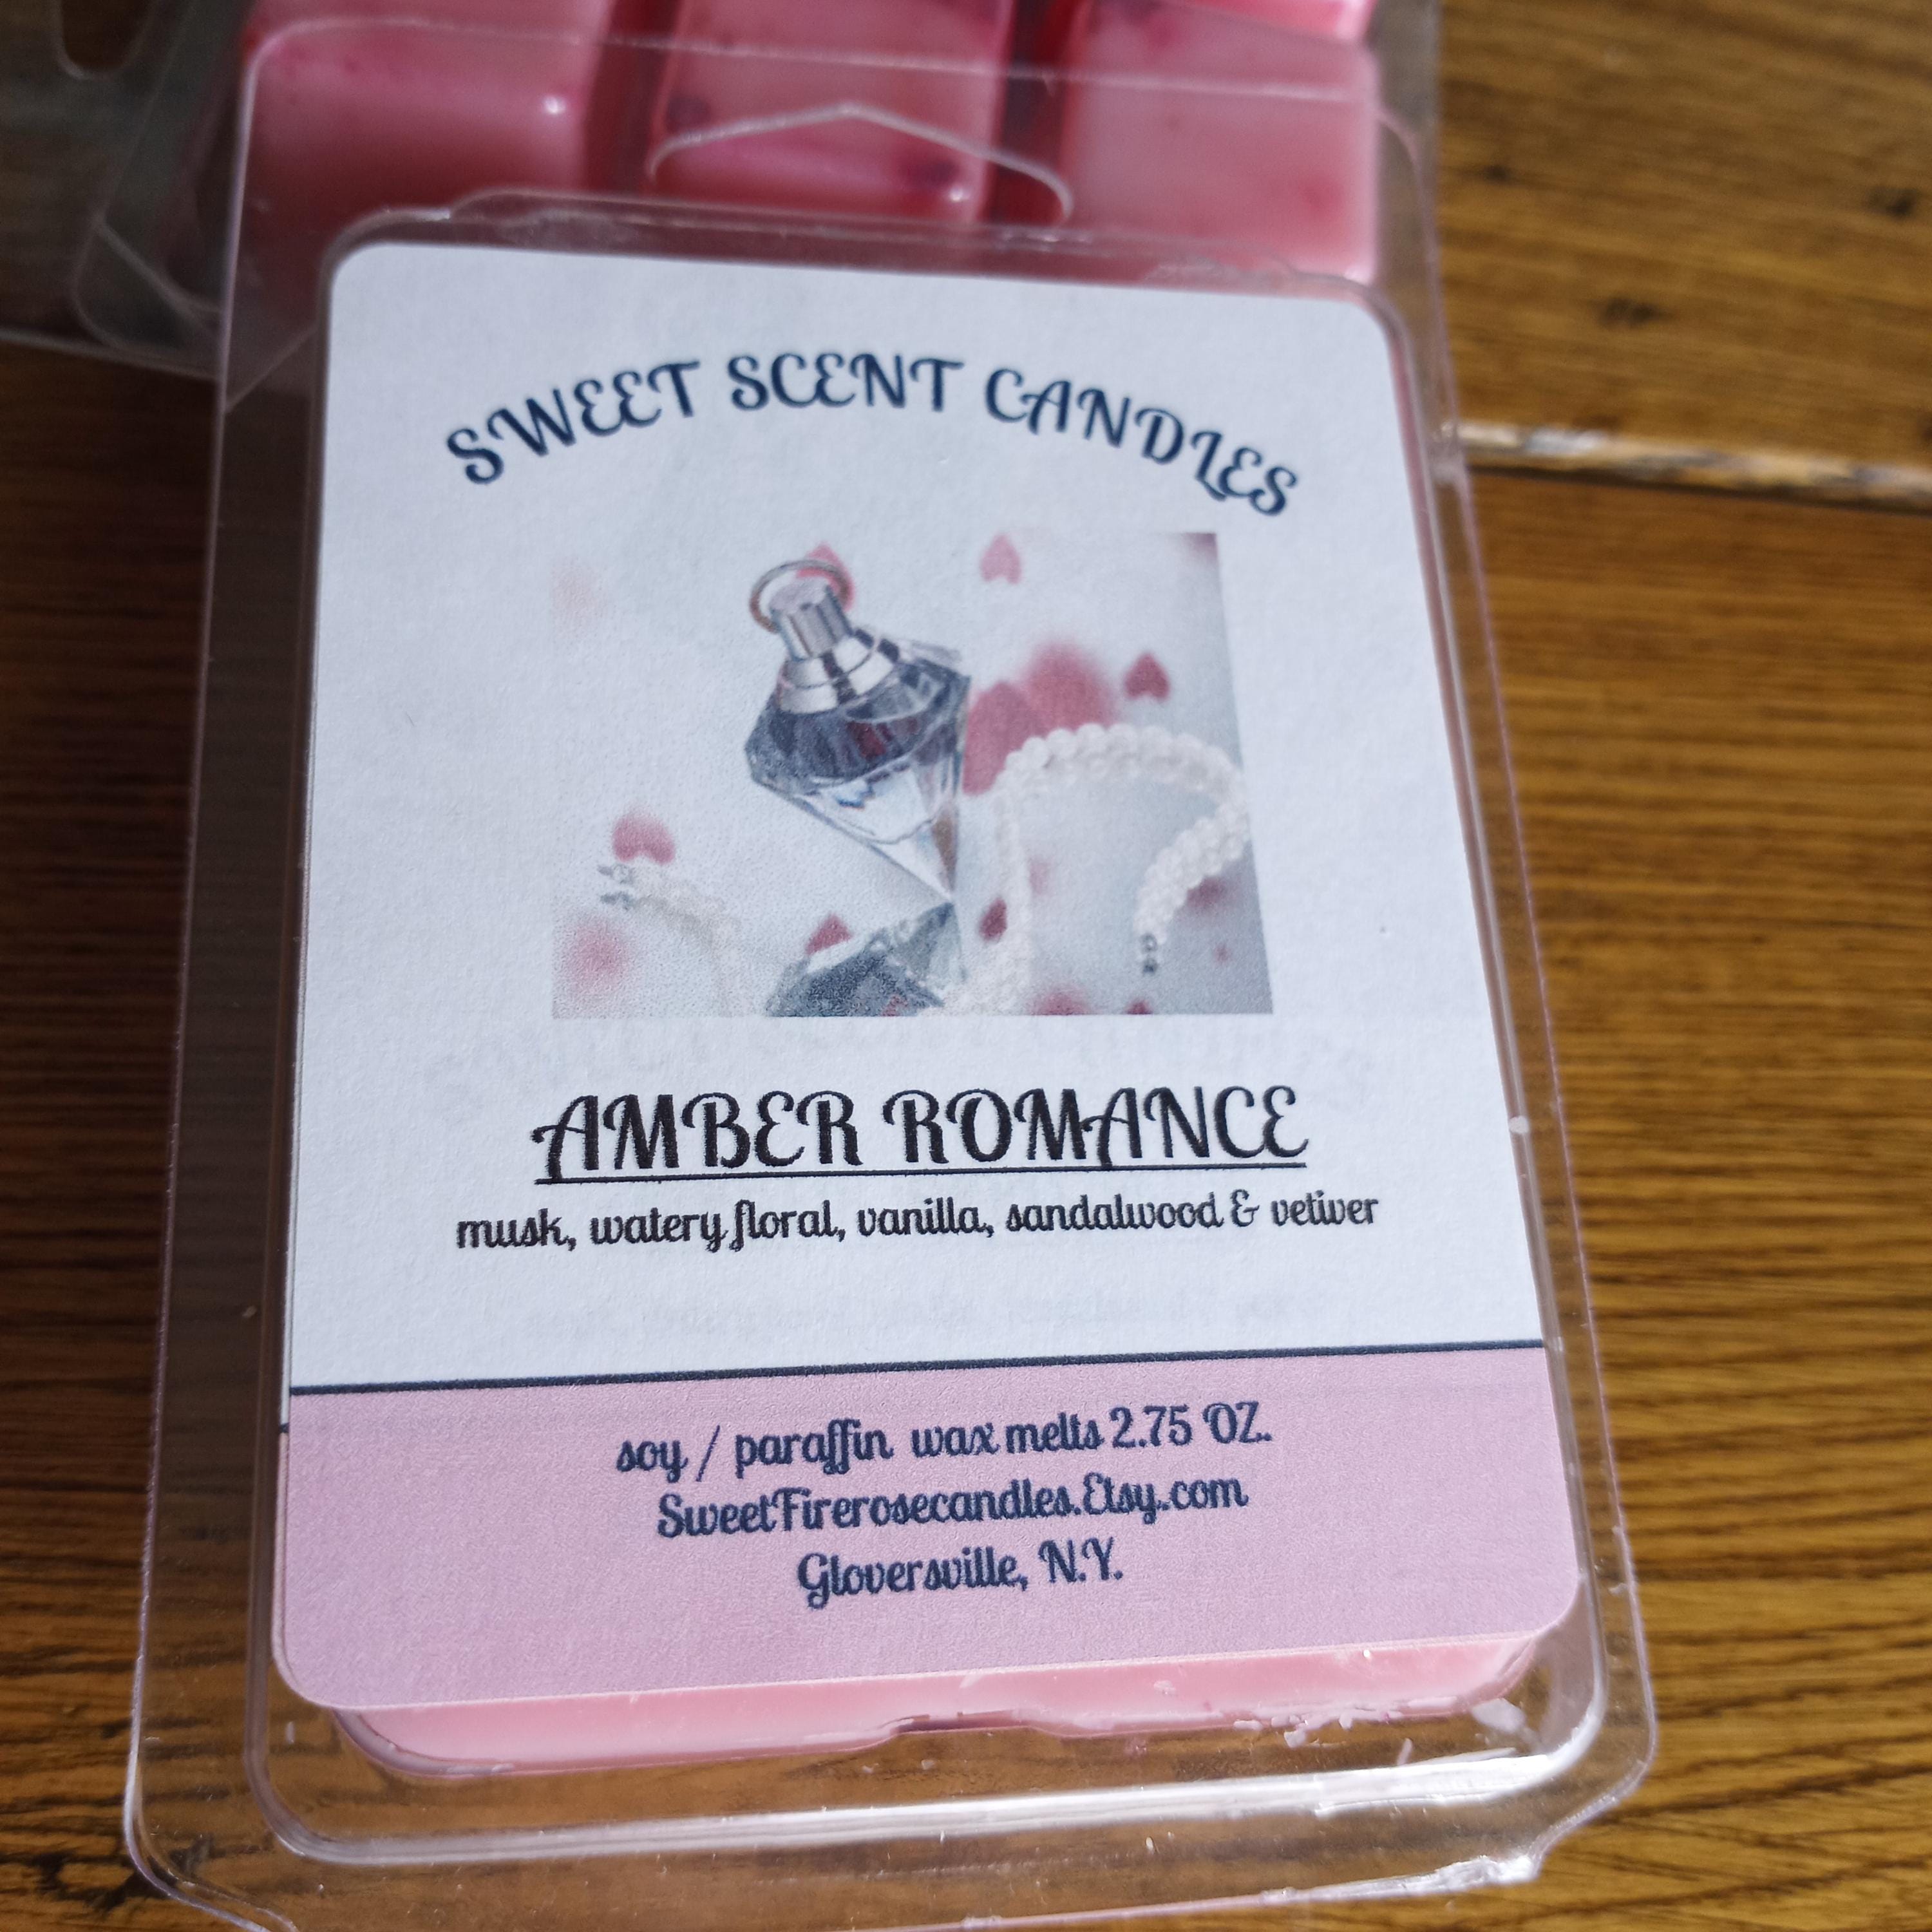 SWEET SCENT CANDLES
AMBER ROMANCE
musk, watery floral, vanilla, sandalwood & vetiver
soy / paraffin wax melts 2.75 OZ.
SweetFirerosecandles.Etsy.com
Gloversville, N.Y.